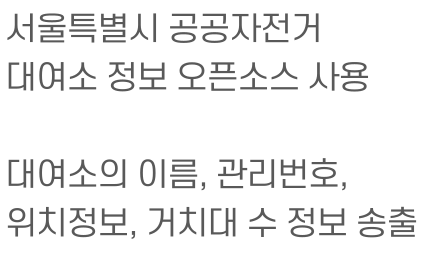 서울특별시 공공자전거
대여소 정보 오픈소스 사용
대여소의 이름, 관리번호,
위치정보, 거치대 수 정보 송출